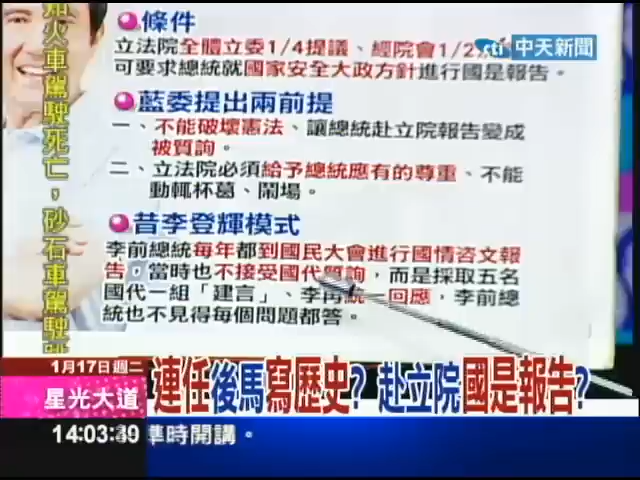 條件
立法院全體立委1/4提議、經院會1/2
可要求總統就國家安全大政方針進行國是報告。
藍委提出兩前提
一、不能破壞憲法、讓總統赴立院報告變成
被質詢。
二、立法院必須給予總統應有的尊重、不能
動輒杯葛、鬧場。
昔李登輝模式
李前總統每年都到國民大會進行國情咨文報
告，當時也不接受國代質詢，而是採取五名
國代一組「建言」、李再統一回應，李前總
統也不見得每個問題都答。
cti 中天新聞
火車駕駛死亡，砂石車駕駛
1月17日週二
星光大道
連任後馬寫歷史？赴立院國是報告？
14:03:39
準時開講。